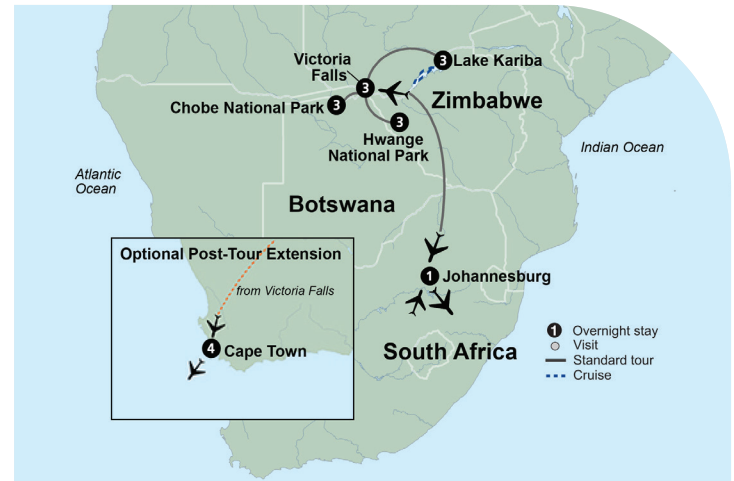 Victoria
Falls
3
Lake Kariba
3
Chobe National Park
3
Zimbabwe
3
Hwange
National Park
Indian Ocean
Atlantic
Ocean
Botswana
Optional Post-Tour Extension
from Victoria Falls
1
Johannesburg
4
Cape Town
South Africa
1 Overnight stay
Visit
Standard tour
Cruise